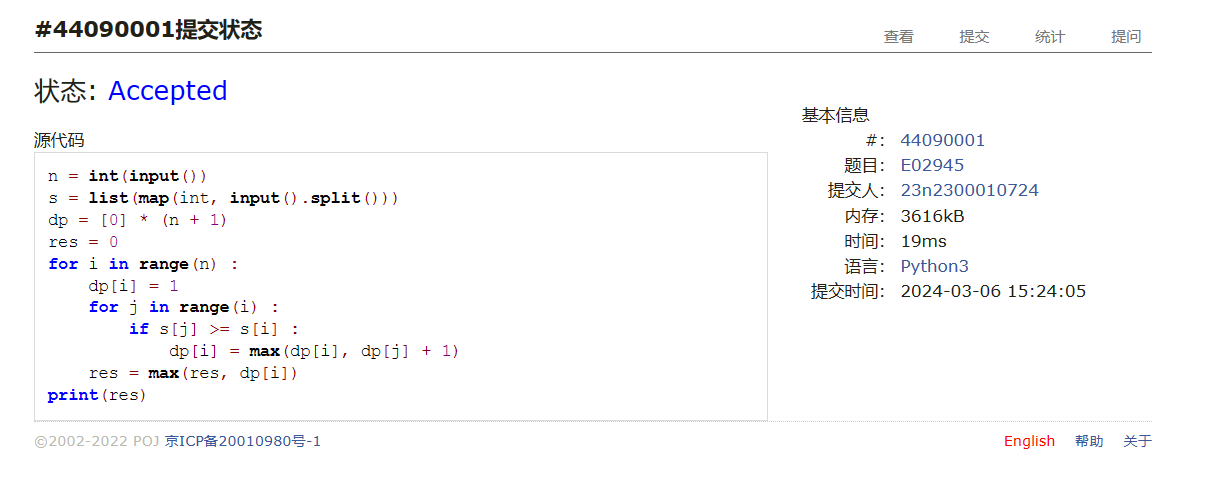 #44090001提交状态
查看 提交 统计 提问
状态: Accepted
源代码
n = int(input())
s = list(map(int, input().split()))
dp = [0] * (n + 1)
res = 0
for i in range(n) :
    dp[i] = 1
    for j in range(i) :
        if s[j] >= s[i] :
            dp[i] = max(dp[i], dp[j] + 1)
    res = max(res, dp[i])
print(res)
基本信息
#: 44090001
题目: E02945
提交人: 23n2300010724
内存: 3616kB
时间: 19ms
语言: Python3
提交时间: 2024-03-06 15:24:05
©2002-2022 POJ 京ICP备20010980号-1
English 帮助 关于